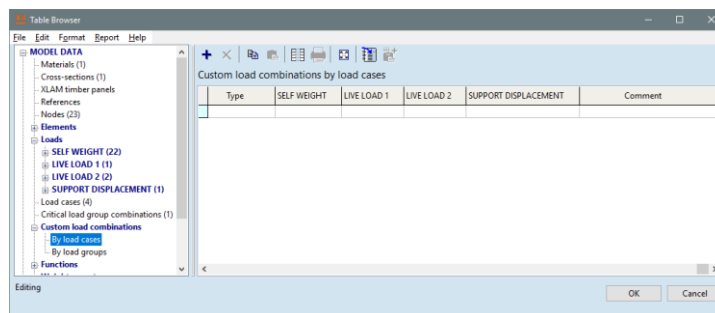 Table Browser
File Edit Format Report Help
MODEL DATA
Materials (1)
Cross-sections (1)
XLAM timber panels
References
Nodes (23)
Elements
Loads
SELF WEIGHT (22)
LIVE LOAD 1 (1)
LIVE LOAD 2 (2)
SUPPORT DISPLACEMENT (1)
Load cases (4)
Critical load group combinations (1)
Custom load combinations
By load cases
By load groups
Functions
Custom load combinations by load cases
Type SELF WEIGHT LIVE LOAD 1 LIVE LOAD 2 SUPPORT DISPLACEMENT Comment
Editing
OK Cancel